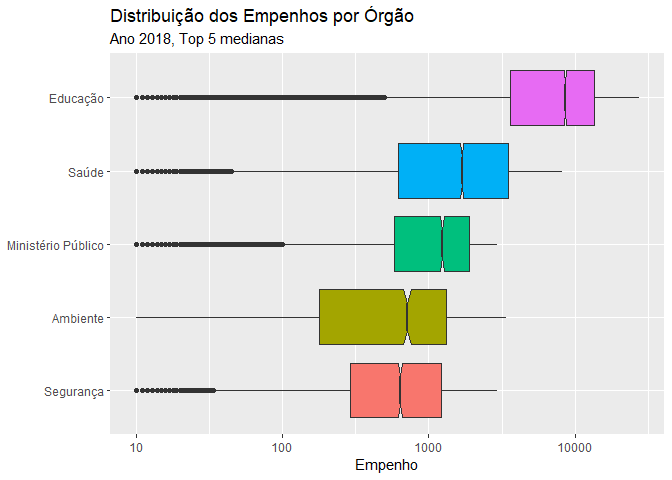 Distribuição dos Empenhos por Órgão
Ano 2018, Top 5 medianas
Educação
Saúde
Ministério Público
Ambiente
Segurança
10 100 1000 10000
Empenho